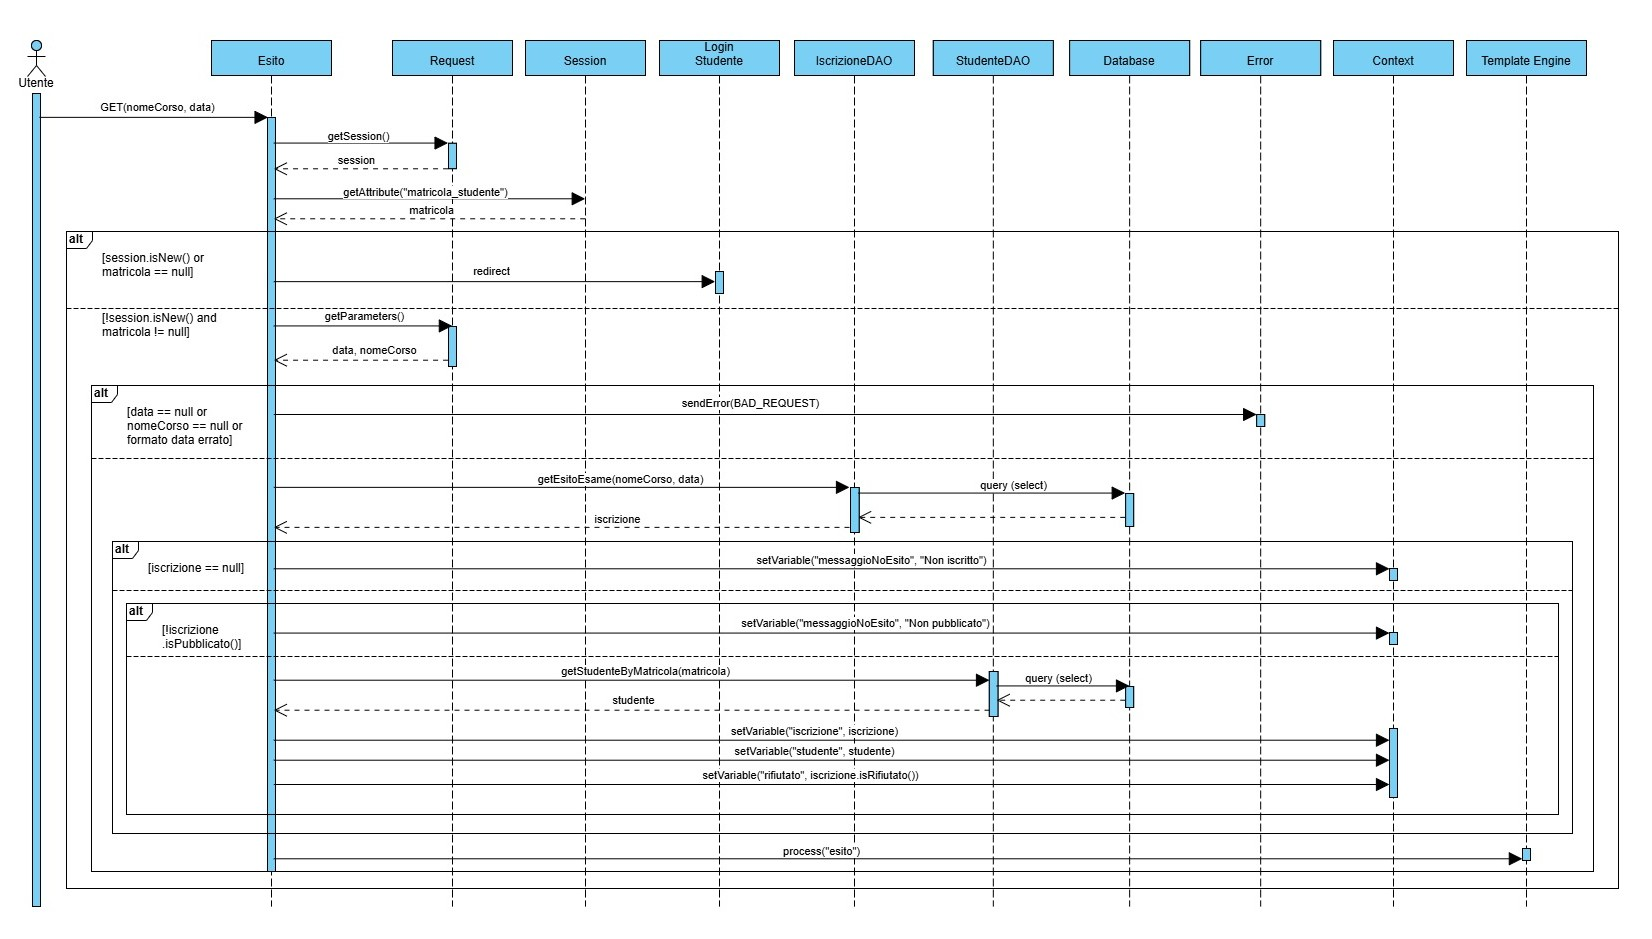 Utente
Esito
Request
Session
Login
Studente
IscrizioneDAO
StudenteDAO
Database
Error
Context
Template Engine
GET(nomeCorso, data)
getSession()
session
getAttribute("matricola_studente")
matricola
alt
[session.isNew() or
matricola == null]
redirect
[!session.isNew() and
matricola != null]
getParameters()
data, nomeCorso
alt
[data == null or
nomeCorso == null or
formato data errato]
sendError(BAD_REQUEST)
getEsitoEsame(nomeCorso, data)
query (select)
iscrizione
alt
[iscrizione == null]
setVariable("messaggioNoEsito", "Non iscritto")
alt
[!iscrizione
.isPubblicato()]
setVariable("messaggioNoEsito", "Non pubblicato")
getStudenteByMatricola(matricola)
query (select)
studente
setVariable("iscrizione", iscrizione)
setVariable("studente", studente)
setVariable("rifiutato", iscrizione.isRifiutato())
process("esito")